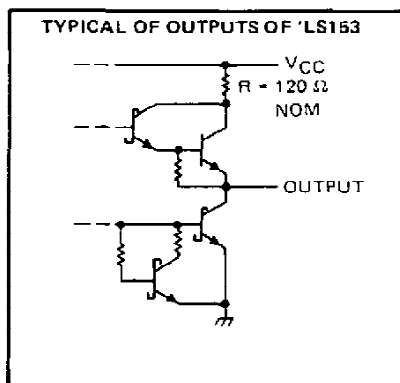 TYPICAL OF OUTPUTS OF 'LS153
VCC
R = 120 Ω
NOM
OUTPUT